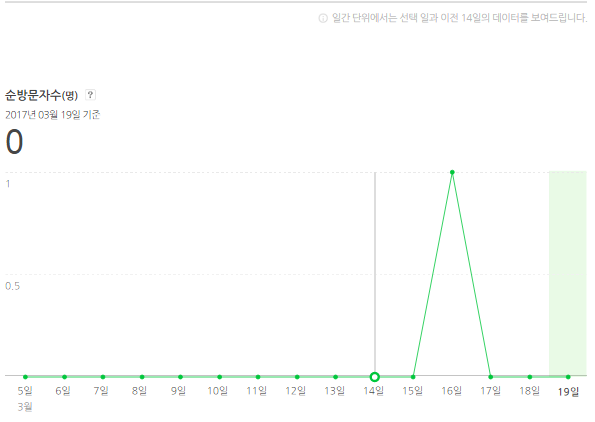 ⓘ 일간 단위에서는 선택 일과 이전 14일의 데이터를 보여드립니다.
순방문자수(명) ?
2017년 03월 19일 기준
0
1
0.5
5일 6일 7일 8일 9일 10일 11일 12일 13일 14일 15일 16일 17일 18일 19일
3월